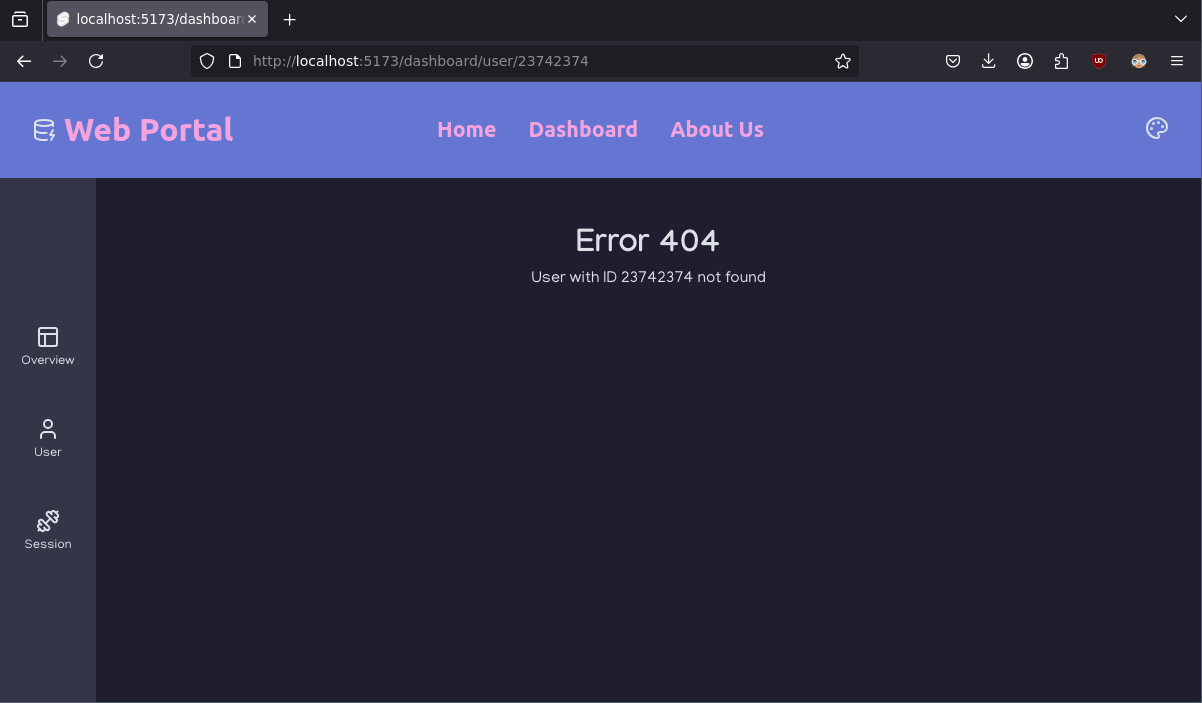 localhost:5173/dashboar
http://localhost:5173/dashboard/user/23742374
UD
Web Portal
Home
Dashboard
About Us
Error 404
User with ID 23742374 not found
Overview
User
Session